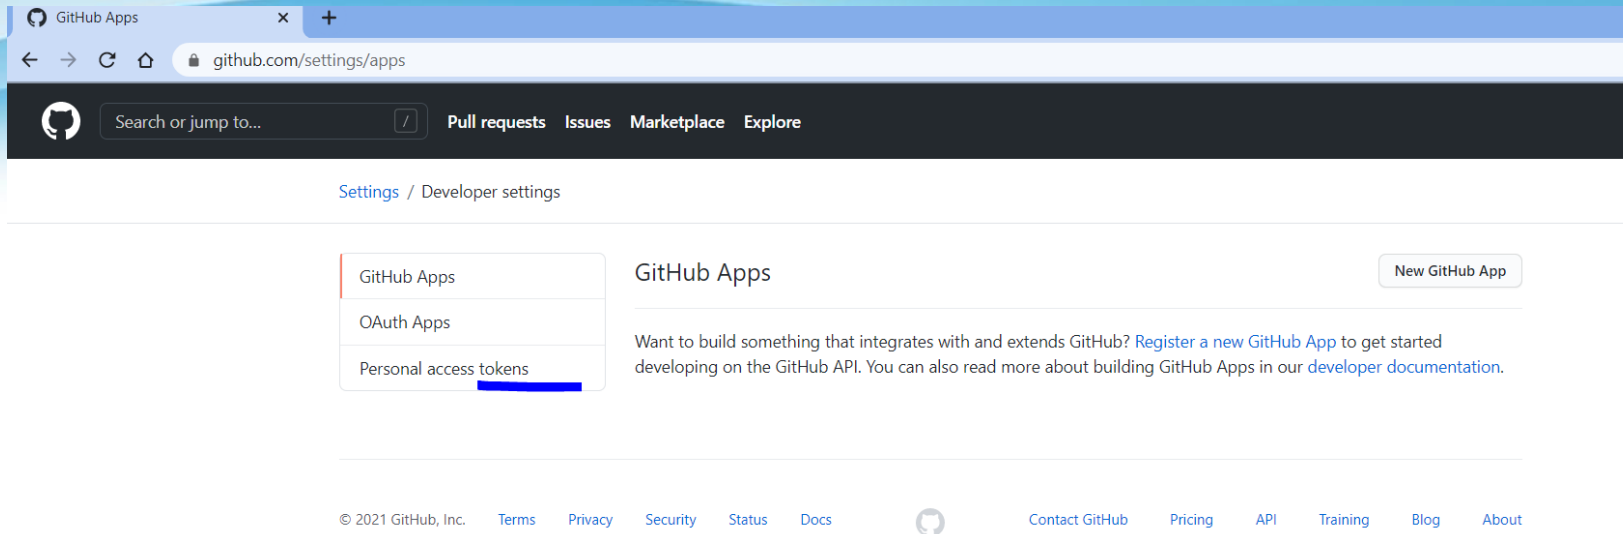 GitHub Apps
github.com/settings/apps
Search or jump to... /
Pull requests Issues Marketplace Explore
Settings / Developer settings
GitHub Apps
OAuth Apps
Personal access tokens
GitHub Apps
New GitHub App
Want to build something that integrates with and extends GitHub? Register a new GitHub App to get started
developing on the GitHub API. You can also read more about building GitHub Apps in our developer documentation.
© 2021 GitHub, Inc. Terms Privacy Security Status Docs Contact GitHub Pricing API Training Blog About